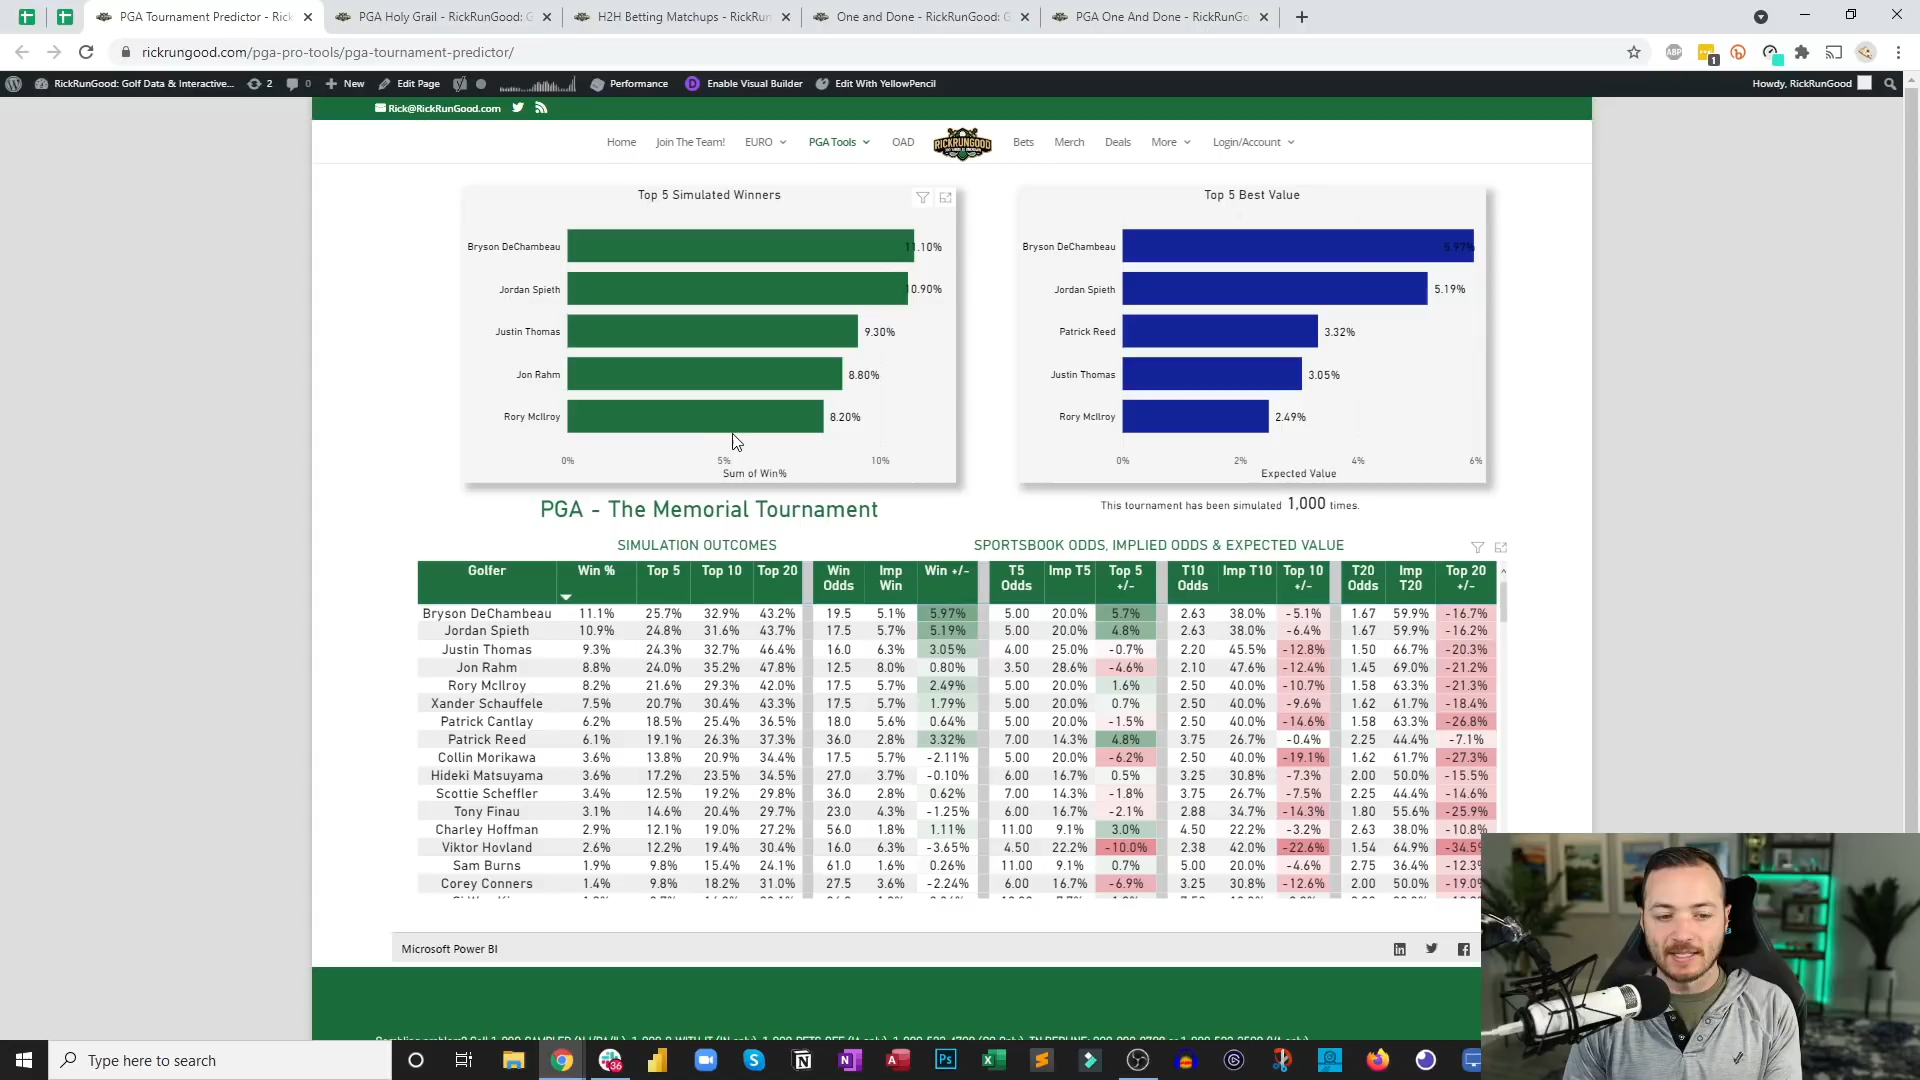 PGA Tournament Predictor - Rick
PGA Holy Grail - RickRunGood: G
H2H Betting Matchups - RickRun
One and Done - RickRunGood: G
PGA One And Done - RickRunGo
rickrungood.com/pga-pro-tools/pga-tournament-predictor/
ABP
1
RickRunGood: Golf Data & Interactive...
2
0
New
Edit Page
Performance
D
Enable Visual Builder
Edit With YellowPencil
Howdy, RickRunGood
Rick@RickRunGood.com
Home
Join The Team!
EURO
PGA Tools
OAD
RICKRUNGOOD
Bets
Merch
Deals
More
Login/Account
Top 5 Simulated Winners
Bryson DeChambeau 11.10%
Jordan Spieth 10.90%
Justin Thomas 9.30%
Jon Rahm 8.80%
Rory McIlroy 8.20%
0% 5% 10%
Sum of Win%
Top 5 Best Value
Bryson DeChambeau 5.97%
Jordan Spieth 5.19%
Patrick Reed 3.32%
Justin Thomas 3.05%
Rory McIlroy 2.49%
0% 2% 4% 6%
Expected Value
PGA - The Memorial Tournament
This tournament has been simulated 1,000 times.
SIMULATION OUTCOMES
SPORTSBOOK ODDS, IMPLIED ODDS & EXPECTED VALUE
Golfer Win % Top 5 Top 10 Top 20 Win Odds Imp Win Win +/- T5 Odds Imp T5 Top 5 +/- T10 Odds Imp T10 Top 10 +/- T20 Odds Imp T20 Top 20 +/-
Bryson DeChambeau 11.1% 25.7% 32.9% 43.2% 19.5 5.1% 5.97% 5.00 20.0% 5.7% 2.63 38.0% -5.1% 1.67 59.9% -16.7%
Jordan Spieth 10.9% 24.8% 31.6% 43.7% 17.5 5.7% 5.19% 5.00 20.0% 4.8% 2.63 38.0% -6.4% 1.67 59.9% -16.2%
Justin Thomas 9.3% 24.3% 32.7% 46.4% 16.0 6.3% 3.05% 4.00 25.0% -0.7% 2.20 45.5% -12.8% 1.50 66.7% -20.3%
Jon Rahm 8.8% 24.0% 35.2% 47.8% 12.5 8.0% 0.80% 3.50 28.6% -4.6% 2.10 47.6% -12.4% 1.45 69.0% -21.2%
Rory McIlroy 8.2% 21.6% 29.3% 42.0% 17.5 5.7% 2.49% 5.00 20.0% 1.6% 2.50 40.0% -10.7% 1.58 63.3% -21.3%
Xander Schauffele 7.5% 20.7% 30.4% 43.3% 17.5 5.7% 1.79% 5.00 20.0% 0.7% 2.50 40.0% -9.6% 1.62 61.7% -18.4%
Patrick Cantlay 6.2% 18.5% 25.4% 36.5% 18.0 5.6% 0.64% 5.00 20.0% -1.5% 2.50 40.0% -14.6% 1.58 63.3% -26.8%
Patrick Reed 6.1% 19.1% 26.3% 37.3% 36.0 2.8% 3.32% 7.00 14.3% 4.8% 3.75 26.7% -0.4% 2.25 44.4% -7.1%
Collin Morikawa 3.6% 13.8% 20.9% 34.4% 17.5 5.7% -2.11% 5.00 20.0% -6.2% 2.50 40.0% -19.1% 1.62 61.7% -27.3%
Hideki Matsuyama 3.6% 17.2% 23.5% 34.5% 27.0 3.7% -0.10% 6.00 16.7% 0.5% 3.25 30.8% -7.3% 2.00 50.0% -15.5%
Scottie Scheffler 3.4% 12.5% 19.2% 29.8% 36.0 2.8% 0.62% 7.00 14.3% -1.8% 3.75 26.7% -7.5% 2.25 44.4% -14.6%
Tony Finau 3.1% 14.6% 20.4% 29.7% 23.0 4.3% -1.25% 6.00 16.7% -2.1% 2.88 34.7% -14.3% 1.80 55.6% -25.9%
Charley Hoffman 2.9% 12.1% 19.0% 27.2% 56.0 1.8% 1.11% 11.00 9.1% 3.0% 4.50 22.2% -3.2% 2.63 38.0% -10.8%
Viktor Hovland 2.6% 12.2% 19.4% 30.4% 16.0 6.3% -3.65% 4.50 22.2% -10.0% 2.38 42.0% -22.6% 1.54 64.9% -34.5%
Sam Burns 1.9% 9.8% 15.4% 24.1% 61.0 1.6% 0.26% 11.00 9.1% 0.7% 5.00 20.0% -4.6% 2.75 36.4% -12.3%
Corey Conners 1.4% 9.8% 18.2% 31.0% 27.5 3.6% -2.24% 6.00 16.7% -6.9% 3.25 30.8% -12.6% 2.00 50.0% -19.0%
Microsoft Power BI
Type here to search
36
Ps